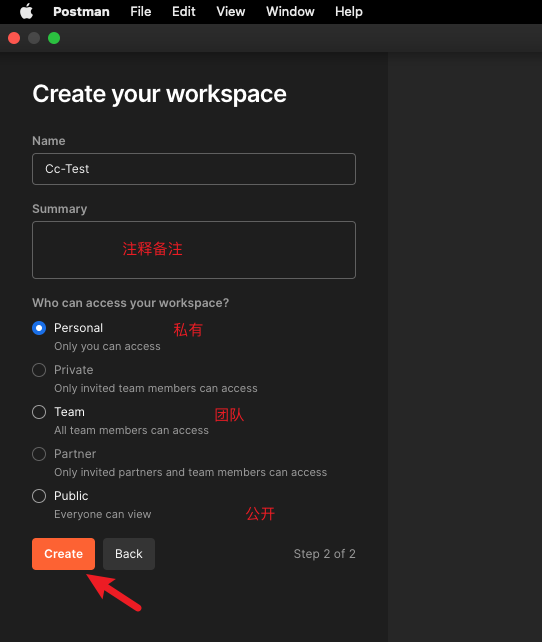 Postman File Edit View Window Help
Create your workspace
Name
Cc-Test
Summary
注释备注
Who can access your workspace?
Personal 私有
Only you can access
Private
Only invited team members can access
Team 团队
All team members can access
Partner
Only invited partners and team members can access
Public
Everyone can view 公开
Create Back Step 2 of 2